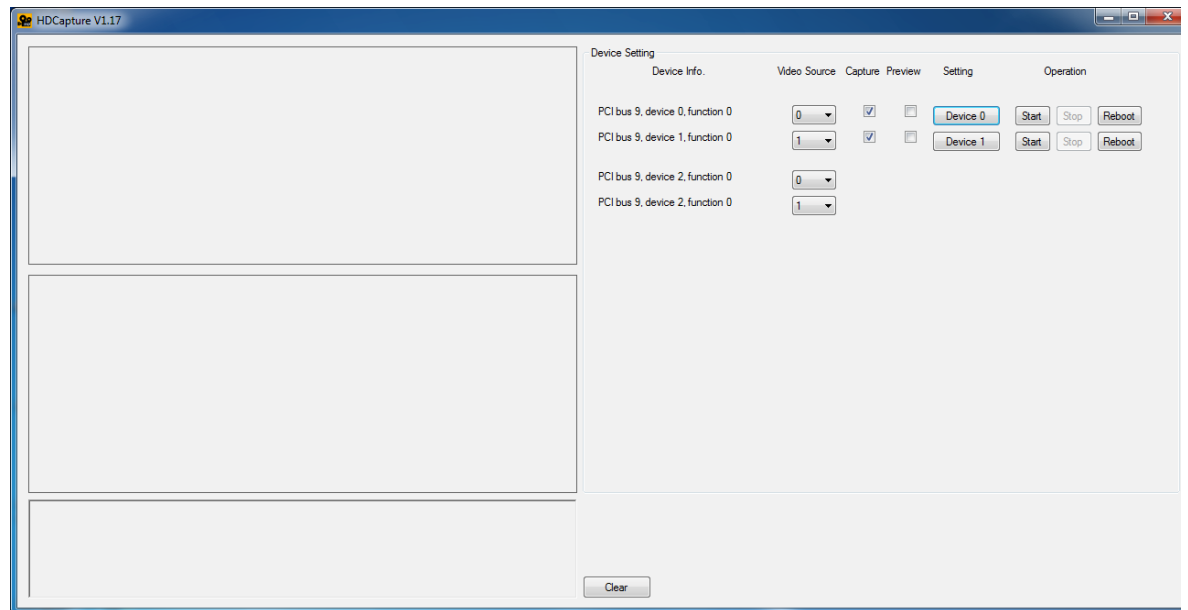 HDCapture V1.17
Device Setting
Device Info. Video Source Capture Preview Setting Operation
PCI bus 9, device 0, function 0 0 Device 0 Start Stop Reboot
PCI bus 9, device 1, function 0 1 Device 1 Start Stop Reboot
PCI bus 9, device 2, function 0 0
PCI bus 9, device 2, function 0 1
Clear